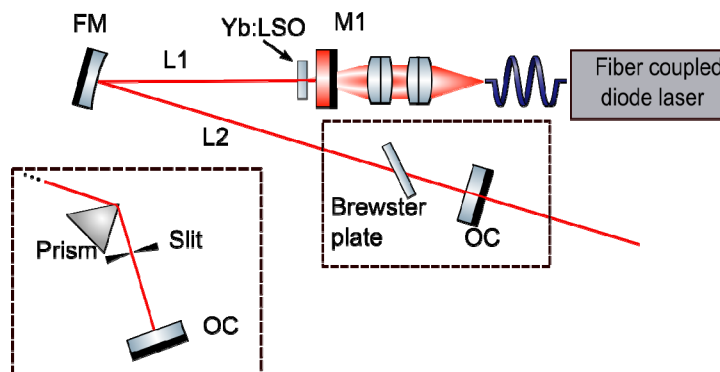 FM
Yb:LSO
M1
L1
Fiber coupled
diode laser
L2
Brewster
plate
OC
Prism
Slit
OC